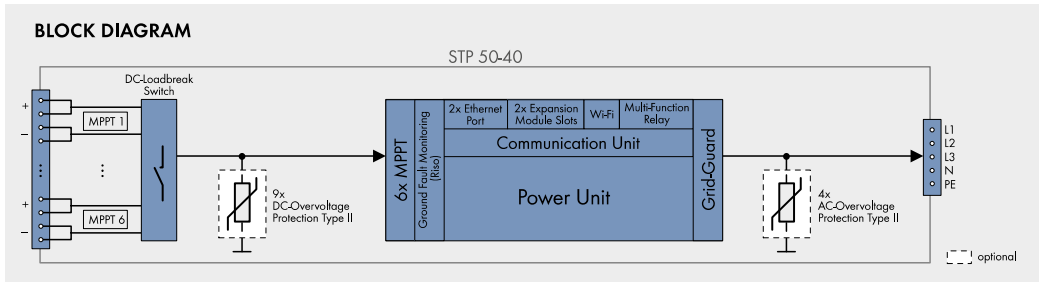 BLOCK DIAGRAM
STP 50-40
DC-Loadbreak
Switch
+
MPPT 1
−
...
...
+
MPPT 6
−
9x
DC-Overvoltage
Protection Type II
6x MPPT
Ground Fault Monitoring
(Riso)
2x Ethernet
Port
2x Expansion
Module Slots
Wi-Fi
Multi-Function
Relay
Communication Unit
Power Unit
Grid-Guard
4x
AC-Overvoltage
Protection Type II
L1
L2
L3
N
PE
optional